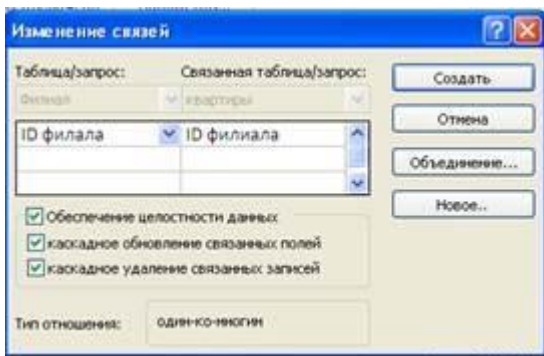 Изменение связей
Таблица/запрос: Связанная таблица/запрос:
Филиал квартиры
ID филала ID филиала
Обеспечение целостности данных
каскадное обновление связанных полей
каскадное удаление связанных записей
Тип отношения: один-ко-многим
Создать
Отмена
Объединение...
Новое..